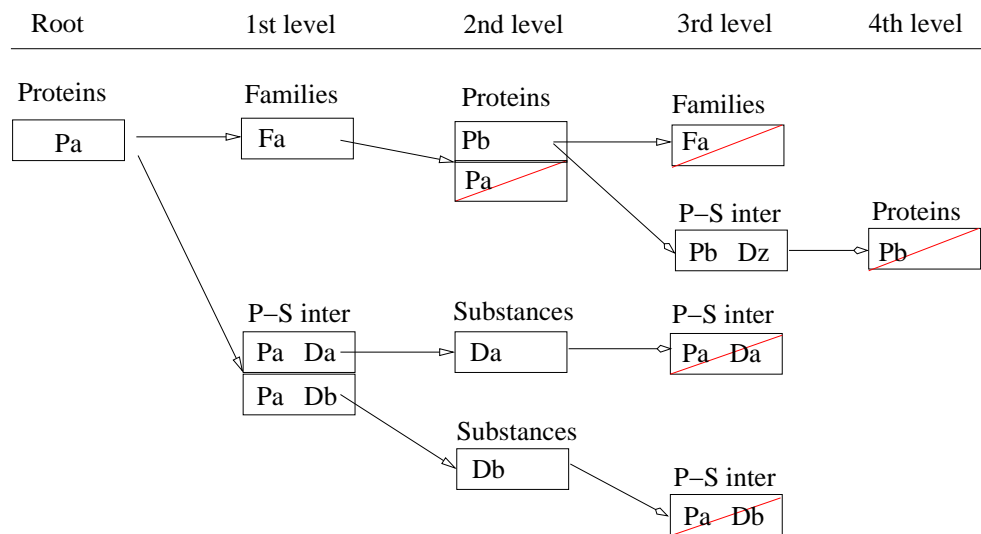 Root 1st level 2nd level 3rd level 4th level
Proteins Families Proteins Families
Pa Fa Pb Fa
Pa
P–S inter Proteins
Pb Dz Pb
P–S inter Substances P–S inter
Pa Da Da Pa Da
Pa Db
Substances
Db P–S inter
Pa Db